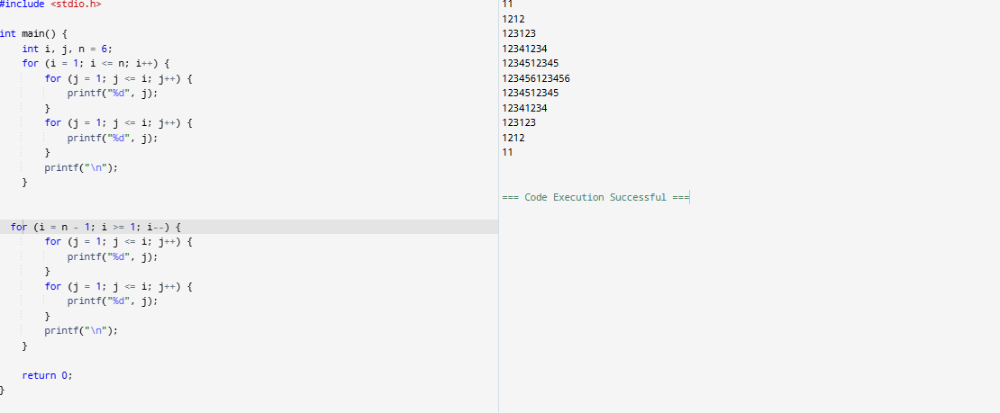 #include <stdio.h>
int main() {
    int i, j, n = 6;
    for (i = 1; i <= n; i++) {
        for (j = 1; j <= i; j++) {
            printf("%d", j);
        }
        for (j = 1; j <= i; j++) {
            printf("%d", j);
        }
        printf("\n");
    }
  for (i = n - 1; i >= 1; i--) {
        for (j = 1; j <= i; j++) {
            printf("%d", j);
        }
        for (j = 1; j <= i; j++) {
            printf("%d", j);
        }
        printf("\n");
    }
    return 0;
}
11
1212
123123
12341234
1234512345
123456123456
1234512345
12341234
123123
1212
11
=== Code Execution Successful ===